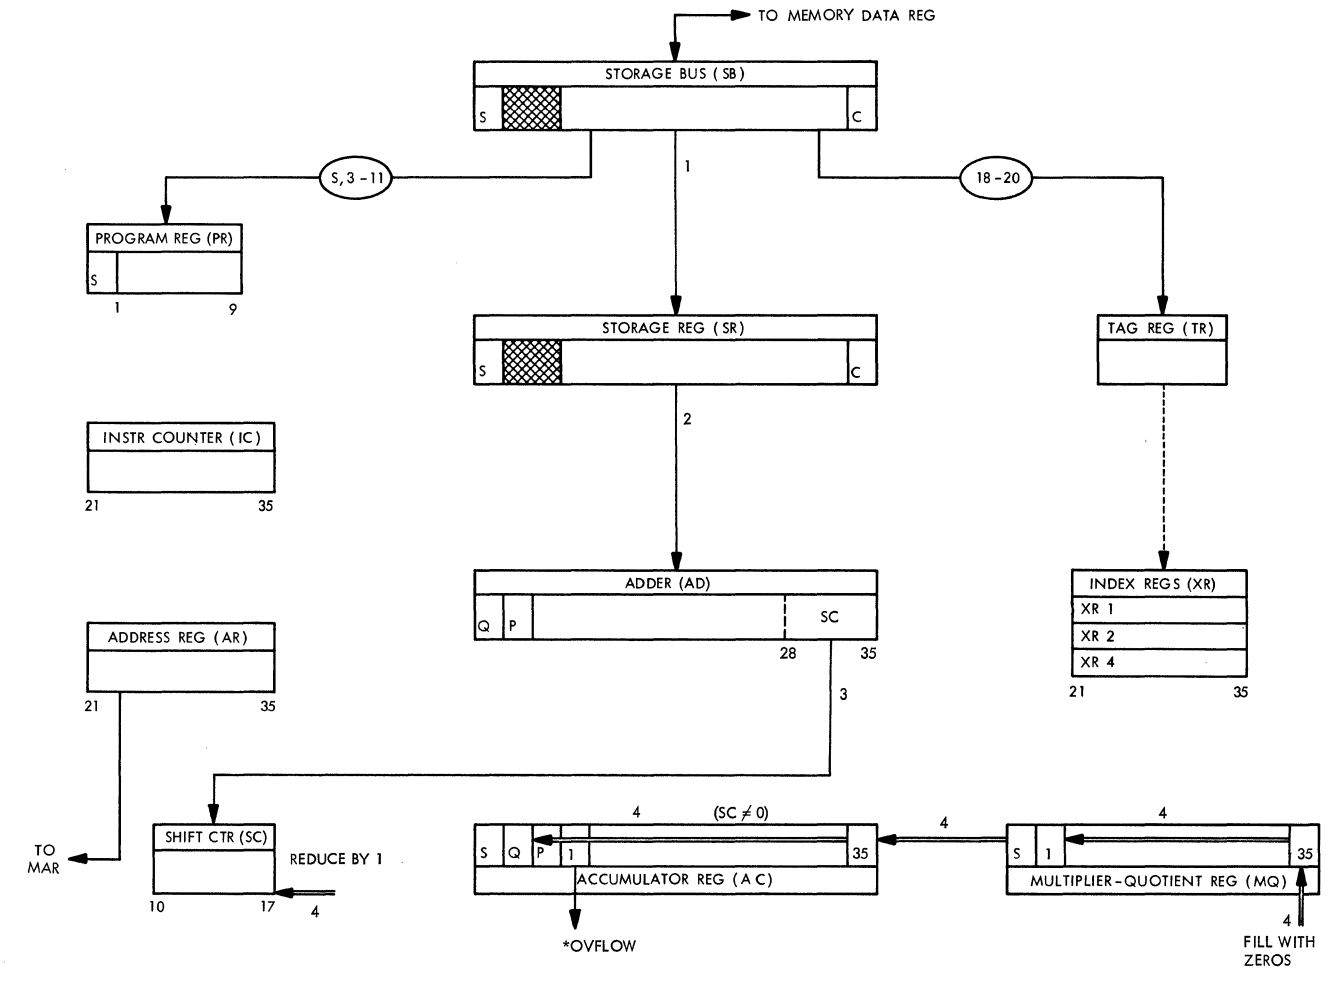 TO MEMORY DATA REG
STORAGE BUS (SB)
S
C
S, 3-11
1
18-20
PROGRAM REG (PR)
S
1
9
STORAGE REG (SR)
S
C
TAG REG (TR)
2
INSTR COUNTER (IC)
21
35
ADDER (AD)
Q
P
SC
28
35
INDEX REGS (XR)
XR 1
XR 2
XR 4
21
35
ADDRESS REG (AR)
21
35
3
TO
MAR
SHIFT CTR (SC)
10
17
REDUCE BY 1
4
4
(SC ≠ 0)
S
Q
P
1
35
ACCUMULATOR REG (AC)
*OVFLOW
4
4
S
1
35
MULTIPLIER-QUOTIENT REG (MQ)
4
FILL WITH
ZEROS